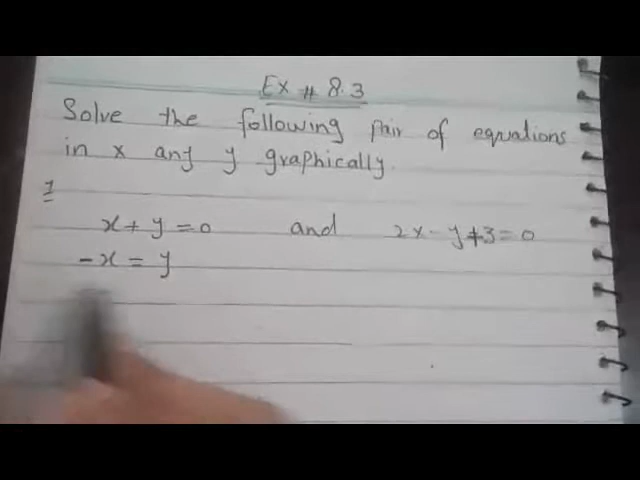 Ex # 8.3
Solve the following pair of equations
in x any y graphically.
1
x + y = 0 and 2x - y + 3 = 0
-x = y